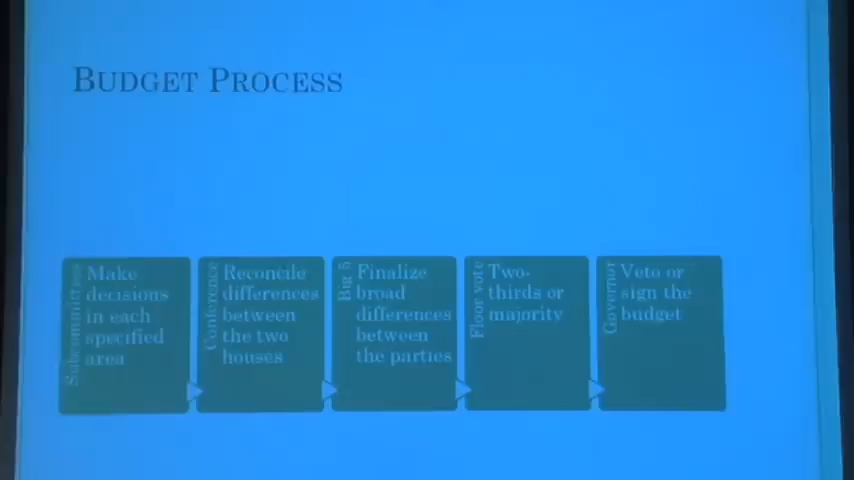 BUDGET PROCESS
Subcommittees
Make
decisions
in each
specified
area
Conference
Reconcile
differences
between
the two
houses
Big 5
Finalize
broad
differences
between
the parties
Floor vote
Two-
thirds or
majority
Governor
Veto or
sign the
budget